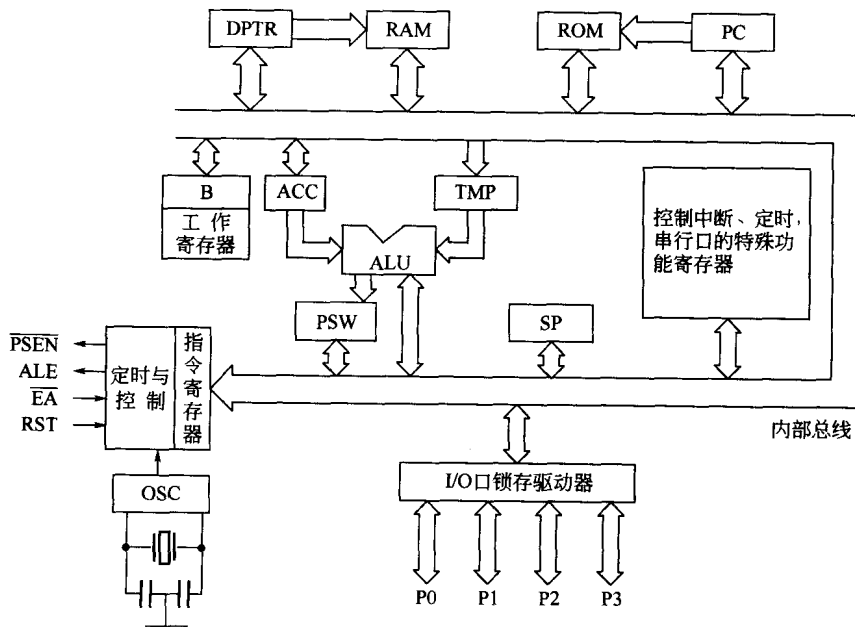 DPTR
RAM
ROM
PC
B
工作
寄存器
ACC
TMP
ALU
控制中断、定时,
串行口的特殊功
能寄存器
PSW
SP
PSEN
ALE
EA
RST
定时与
控制
指令寄存器
内部总线
OSC
I/O口锁存驱动器
P0
P1
P2
P3